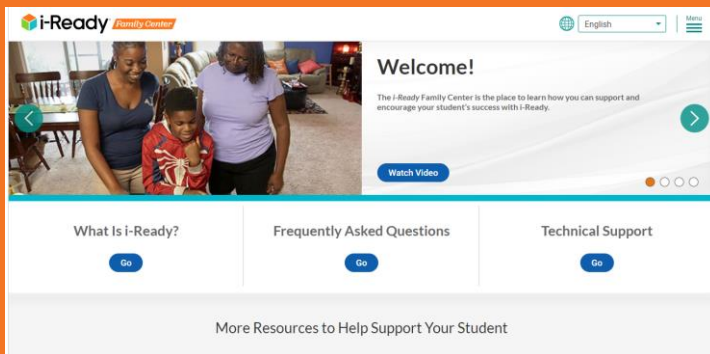 i-Ready Family Center
English
Menu
Welcome!
The i-Ready Family Center is the place to learn how you can support and
encourage your student's success with i-Ready.
Watch Video
What Is i-Ready?
Frequently Asked Questions
Technical Support
Go
Go
Go
More Resources to Help Support Your Student